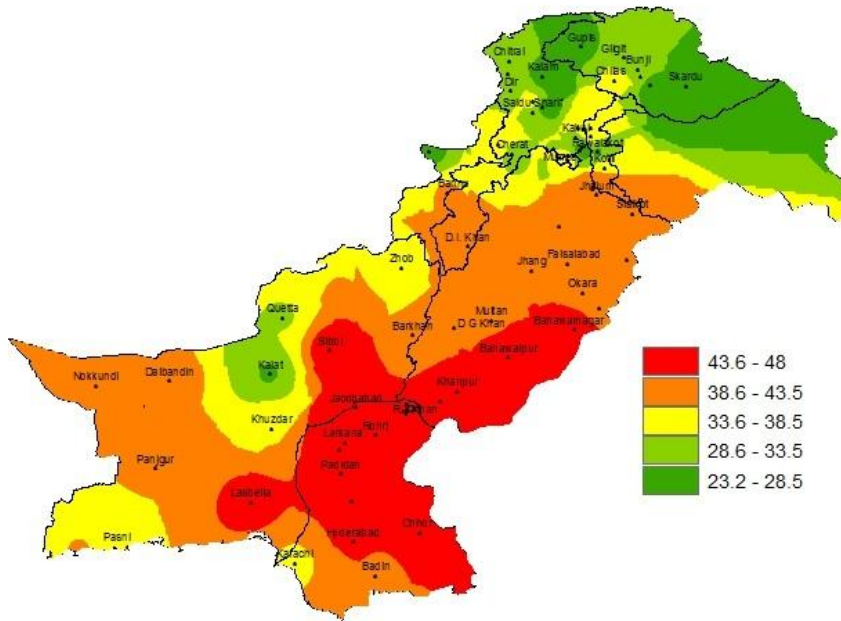 Gupis
Chitral
Gilgit
Bunji
Kalam
Chilas
Skardu
Dir
Saidu Sharif
Cherat
Kotli
Jhelum
Sialkot
D.I. Khan
Zhob
Faisalabad
Jhang
Okara
Quetta
Multan
D G Khan
Bahawalnagar
Barkhan
Sibbi
Bahawalpur
Kalat
43.6 - 48
Nokkundi
Dalbandin
Khanpur
38.6 - 43.5
Jacobabad
33.6 - 38.5
Khuzdar
Rohri
Larkana
28.6 - 33.5
Panjgur
Padidan
23.2 - 28.5
Lasbella
Pasni
Hyderabad
Chhor
Karachi
Badin